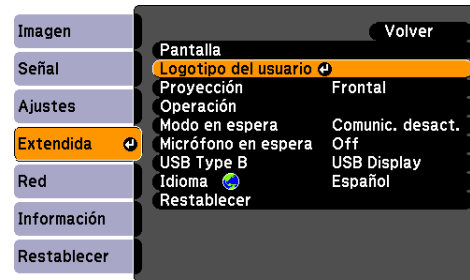 Imagen
Señal
Ajustes
Extendida
Red
Información
Restablecer
Volver
Pantalla
Logotipo del usuario
Proyección Frontal
Operación
Modo en espera Comunic. desact.
Micrófono en espera Off
USB Type B USB Display
Idioma Español
Restablecer